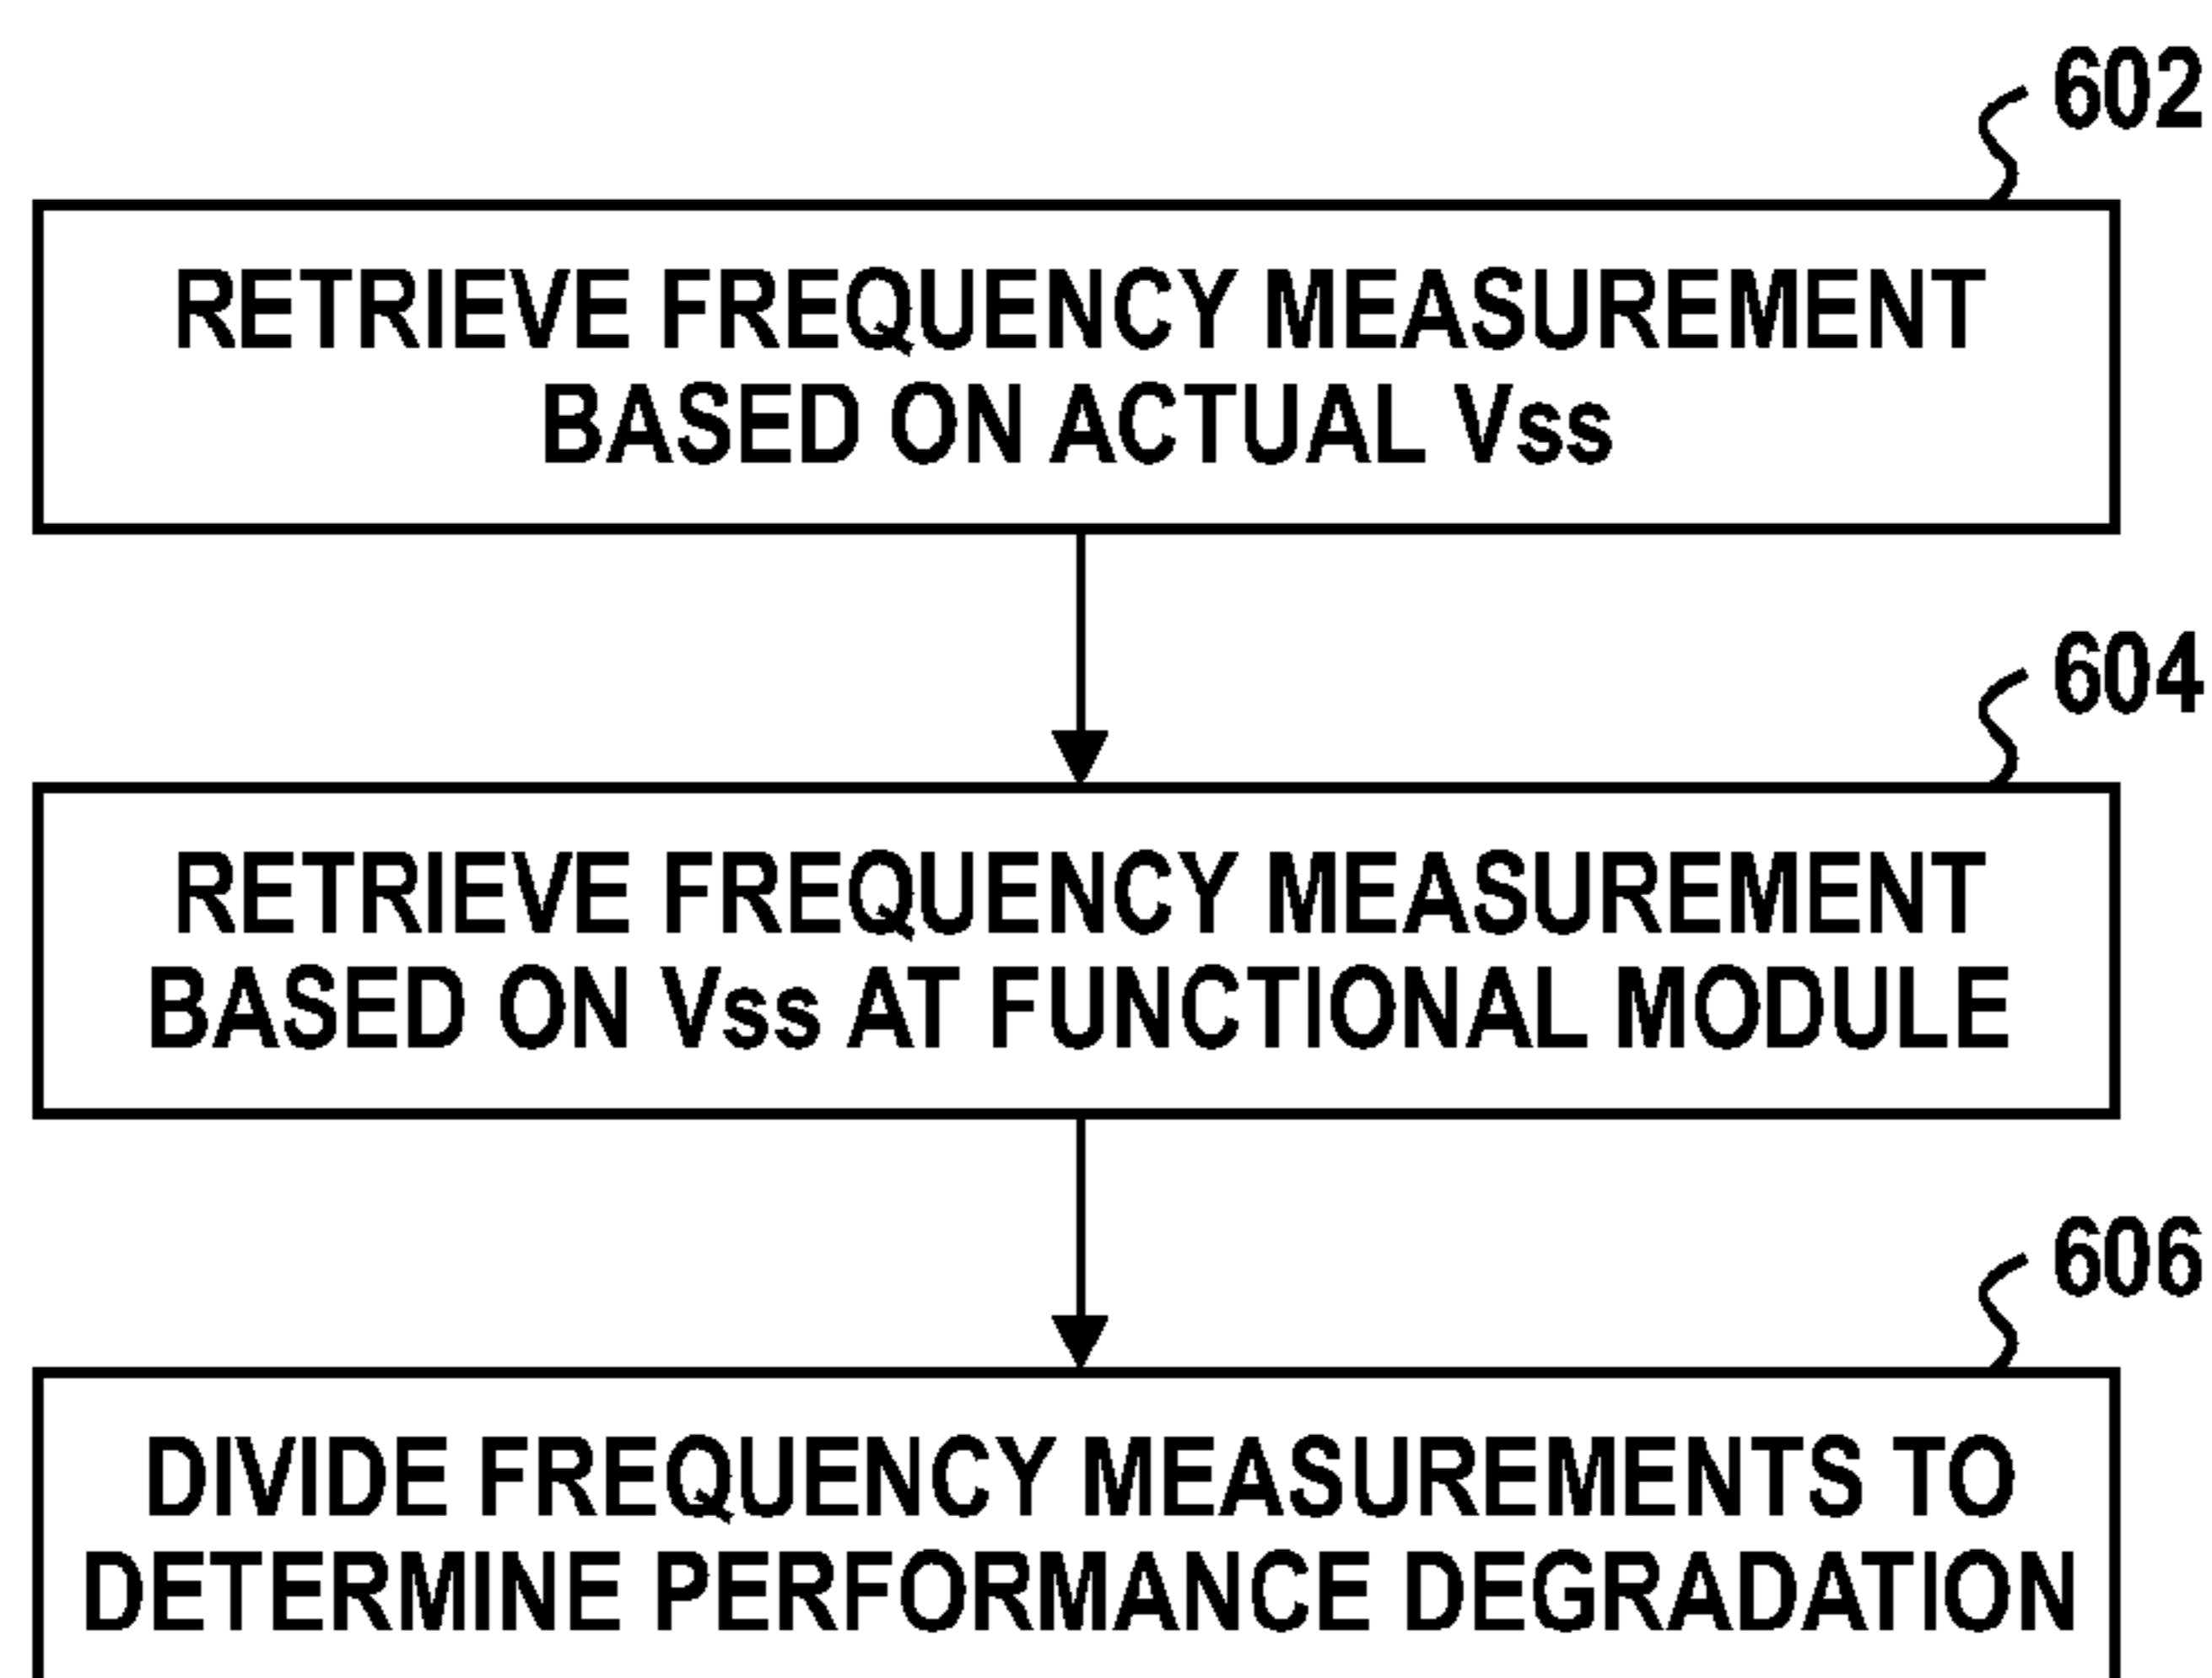 602
RETRIEVE FREQUENCY MEASUREMENT
BASED ON ACTUAL Vss
604
RETRIEVE FREQUENCY MEASUREMENT
BASED ON Vss AT FUNCTIONAL MODULE
606
DIVIDE FREQUENCY MEASUREMENTS TO
DETERMINE PERFORMANCE DEGRADATION